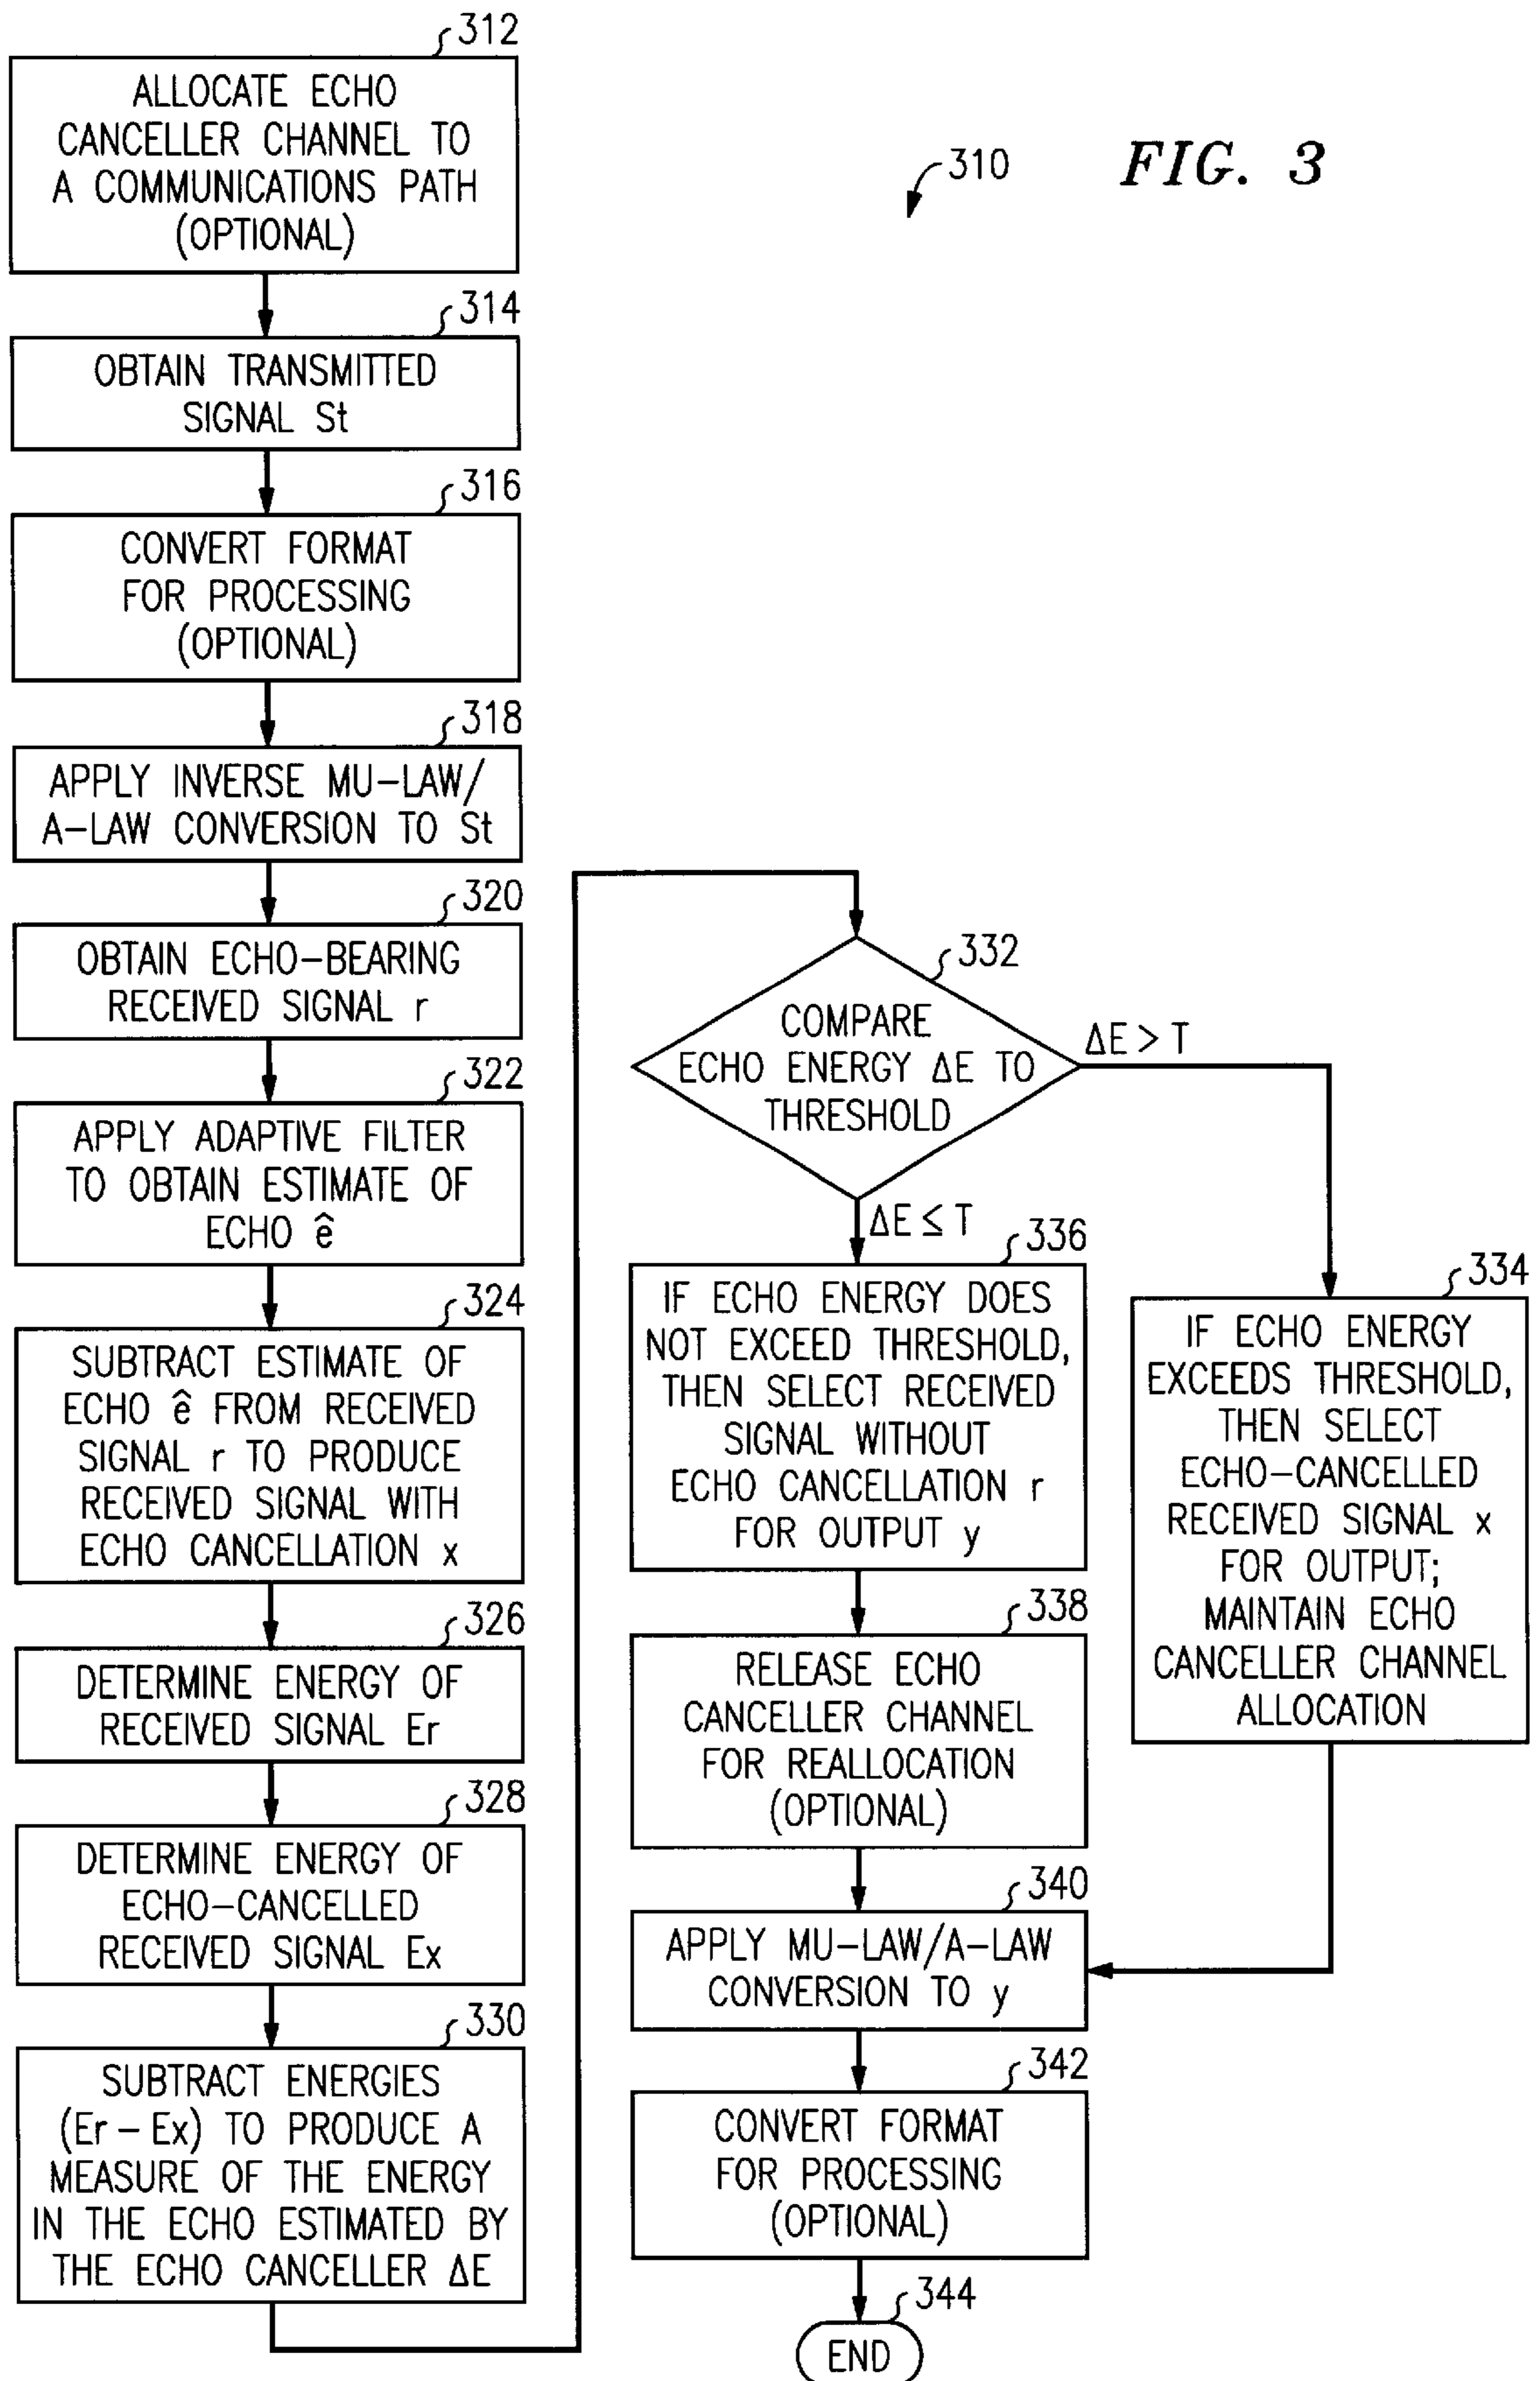 312
ALLOCATE ECHO
CANCELLER CHANNEL TO
A COMMUNICATIONS PATH
(OPTIONAL)
310
FIG. 3
314
OBTAIN TRANSMITTED
SIGNAL St
316
CONVERT FORMAT
FOR PROCESSING
(OPTIONAL)
318
APPLY INVERSE MU-LAW/
A-LAW CONVERSION TO St
320
OBTAIN ECHO-BEARING
RECEIVED SIGNAL r
322
APPLY ADAPTIVE FILTER
TO OBTAIN ESTIMATE OF
ECHO ê
324
SUBTRACT ESTIMATE OF
ECHO ê FROM RECEIVED
SIGNAL r TO PRODUCE
RECEIVED SIGNAL WITH
ECHO CANCELLATION x
326
DETERMINE ENERGY OF
RECEIVED SIGNAL Er
328
DETERMINE ENERGY OF
ECHO-CANCELLED
RECEIVED SIGNAL Ex
330
SUBTRACT ENERGIES
(Er - Ex) TO PRODUCE A
MEASURE OF THE ENERGY
IN THE ECHO ESTIMATED BY
THE ECHO CANCELLER ΔE
332
COMPARE
ECHO ENERGY ΔE TO
THRESHOLD
ΔE > T
ΔE ≤ T
336
IF ECHO ENERGY DOES
NOT EXCEED THRESHOLD,
THEN SELECT RECEIVED
SIGNAL WITHOUT
ECHO CANCELLATION r
FOR OUTPUT y
334
IF ECHO ENERGY
EXCEEDS THRESHOLD,
THEN SELECT
ECHO-CANCELLED
RECEIVED SIGNAL x
FOR OUTPUT;
MAINTAIN ECHO
CANCELLER CHANNEL
ALLOCATION
338
RELEASE ECHO
CANCELLER CHANNEL
FOR REALLOCATION
(OPTIONAL)
340
APPLY MU-LAW/A-LAW
CONVERSION TO y
342
CONVERT FORMAT
FOR PROCESSING
(OPTIONAL)
344
END